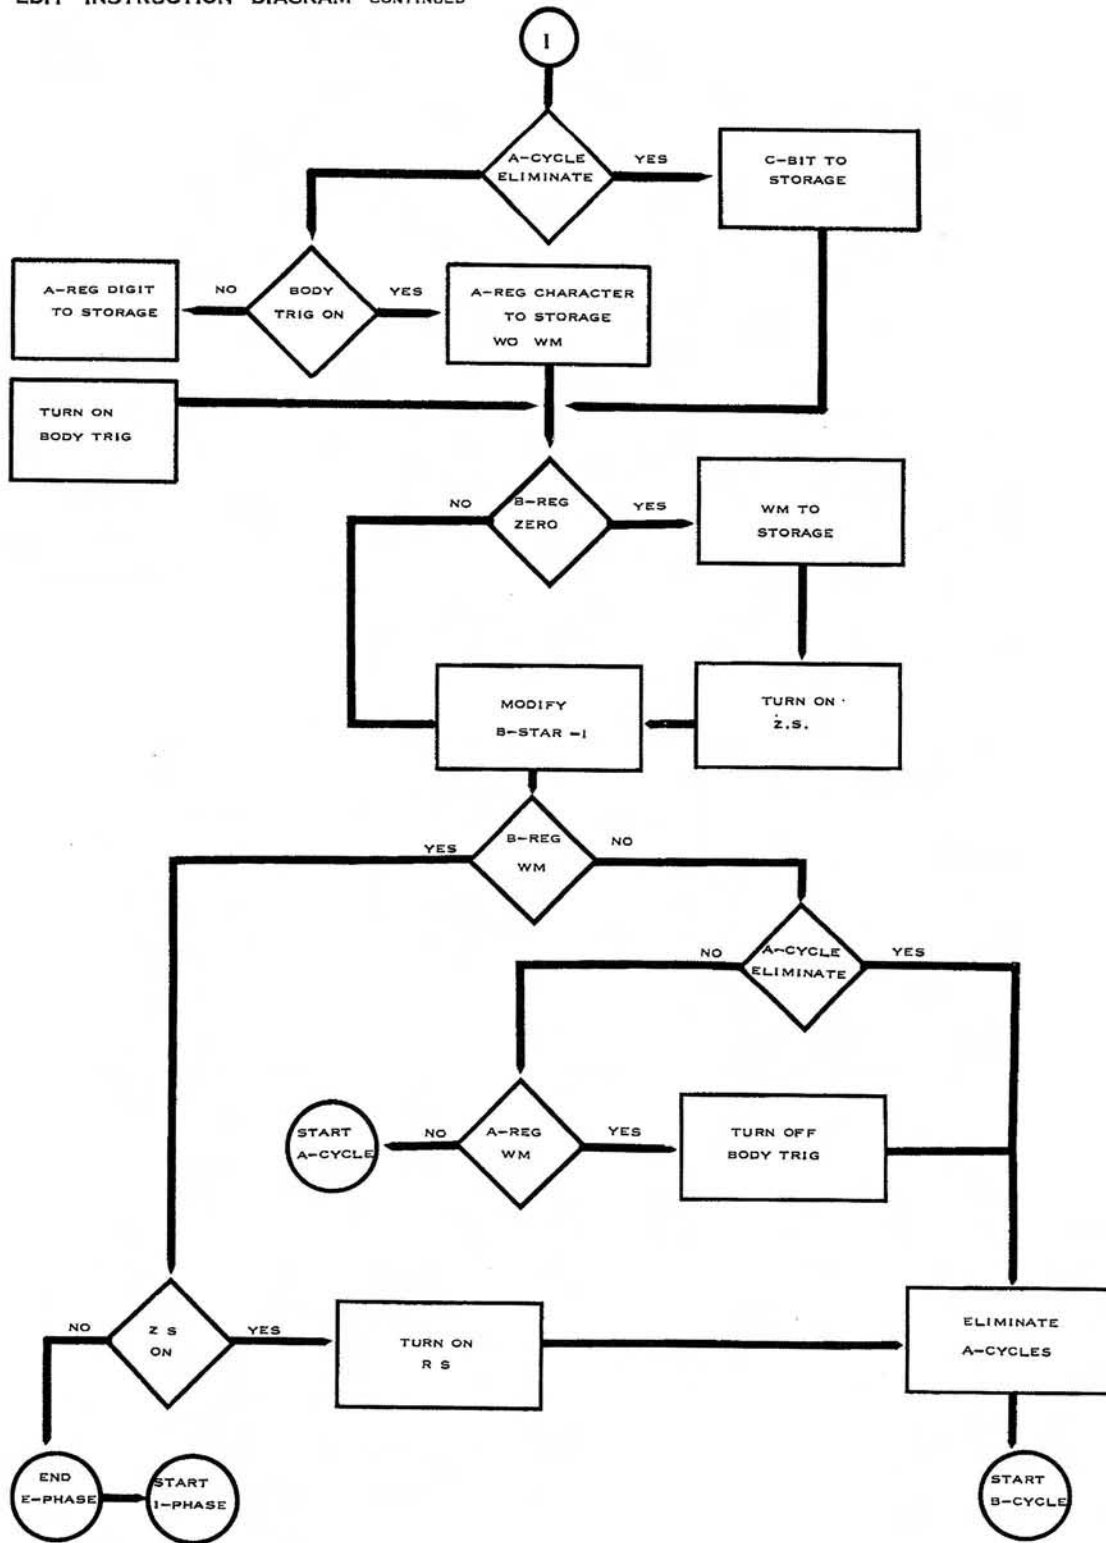 EDIT INSTRUCTION DIAGRAM CONTINUED
1
A-CYCLE
ELIMINATE
YES
C-BIT TO
STORAGE
A-REG DIGIT
TO STORAGE
NO
BODY
TRIG ON
YES
A-REG CHARACTER
TO STORAGE
WO WM
TURN ON
BODY TRIG
NO
B-REG
ZERO
YES
WM TO
STORAGE
MODIFY
B-STAR -1
TURN ON
Z.S.
YES
B-REG
WM
NO
NO
A-CYCLE
ELIMINATE
YES
START
A-CYCLE
NO
A-REG
WM
YES
TURN OFF
BODY TRIG
NO
Z S
ON
YES
TURN ON
R S
ELIMINATE
A-CYCLES
END
E-PHASE
START
I-PHASE
START
B-CYCLE